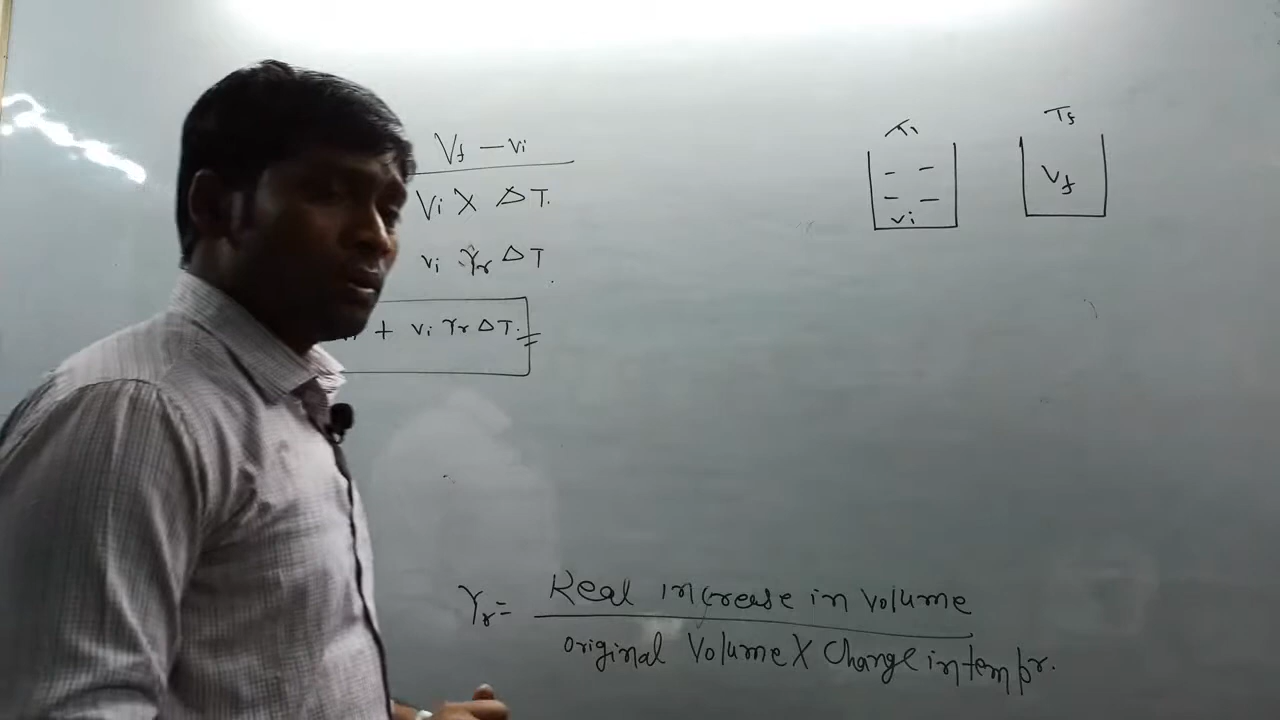 Vf − Vi
Vi × ΔT.
Vi γr ΔT
+ Vi γr ΔT.
Ti
Vi
Tf
Vf
γr = Real increase in Volume
original Volume × Change in tempr.